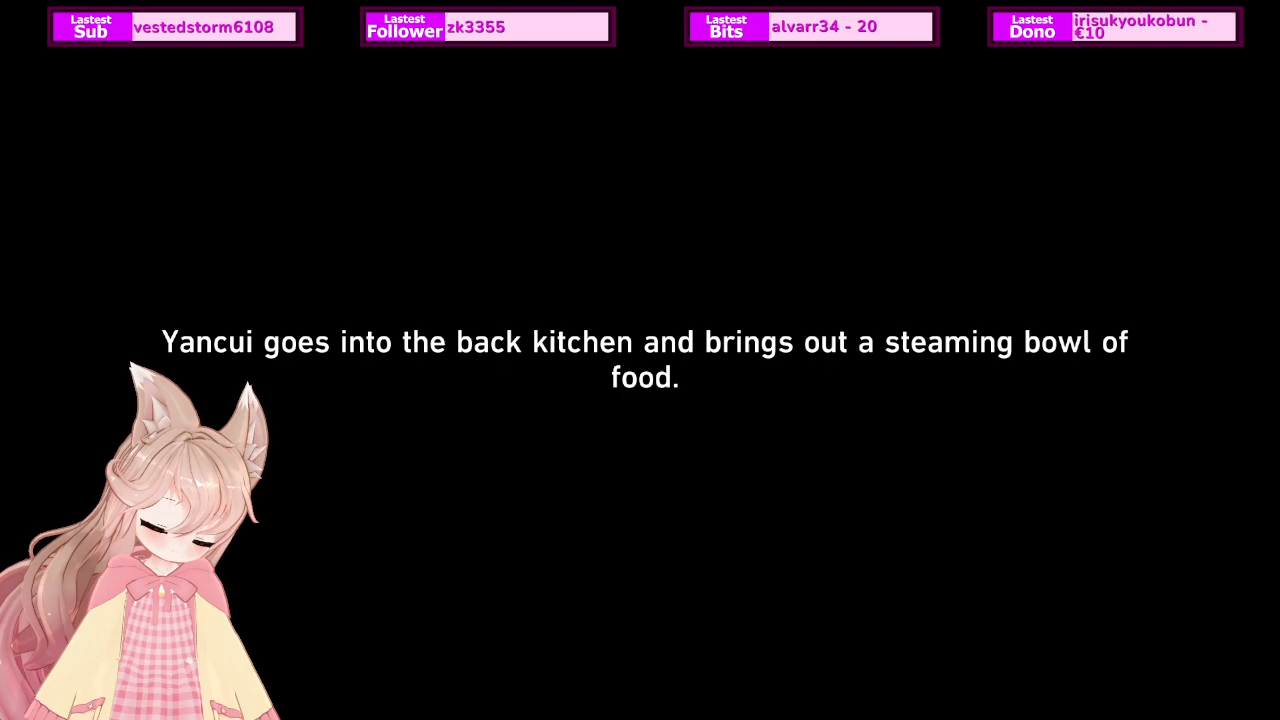 Lastest
Sub
vestedstorm6108
Lastest
Follower
zk3355
Lastest
Bits
alvarr34 - 20
Lastest
Dono
irisukyoukobun -
€10
Yancui goes into the back kitchen and brings out a steaming bowl of
food.